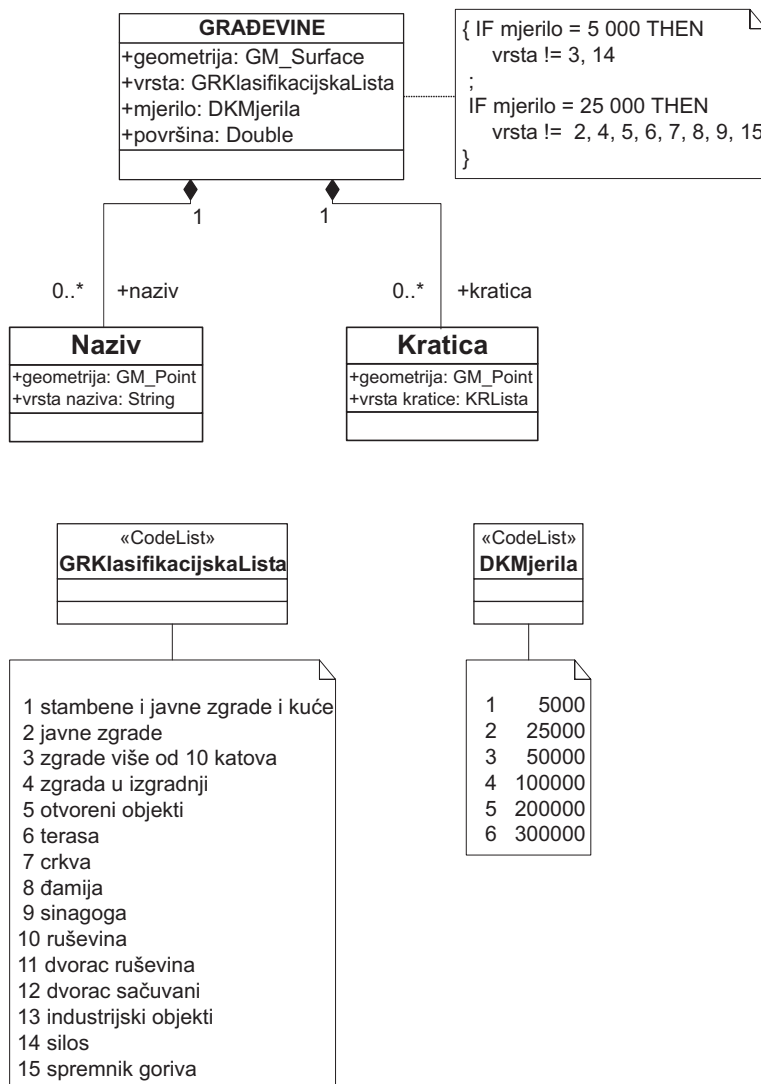 GRAĐEVINE
+geometrija: GM_Surface
+vrsta: GRKlasifikacijskaLista
+mjerilo: DKMjerila
+površina: Double
{ IF mjerilo = 5 000 THEN
vrsta != 3, 14
;
IF mjerilo = 25 000 THEN
vrsta != 2, 4, 5, 6, 7, 8, 9, 15
}
1
1
0..* +naziv
0..* +kratica
Naziv
+geometrija: GM_Point
+vrsta naziva: String
Kratica
+geometrija: GM_Point
+vrsta kratice: KRLista
«CodeList»
GRKlasifikacijskaLista
«CodeList»
DKMjerila
1 stambene i javne zgrade i kuće
2 javne zgrade
3 zgrade više od 10 katova
4 zgrada u izgradnji
5 otvoreni objekti
6 terasa
7 crkva
8 đamija
9 sinagoga
10 ruševina
11 dvorac ruševina
12 dvorac sačuvani
13 industrijski objekti
14 silos
15 spremnik goriva
1 5000
2 25000
3 50000
4 100000
5 200000
6 300000